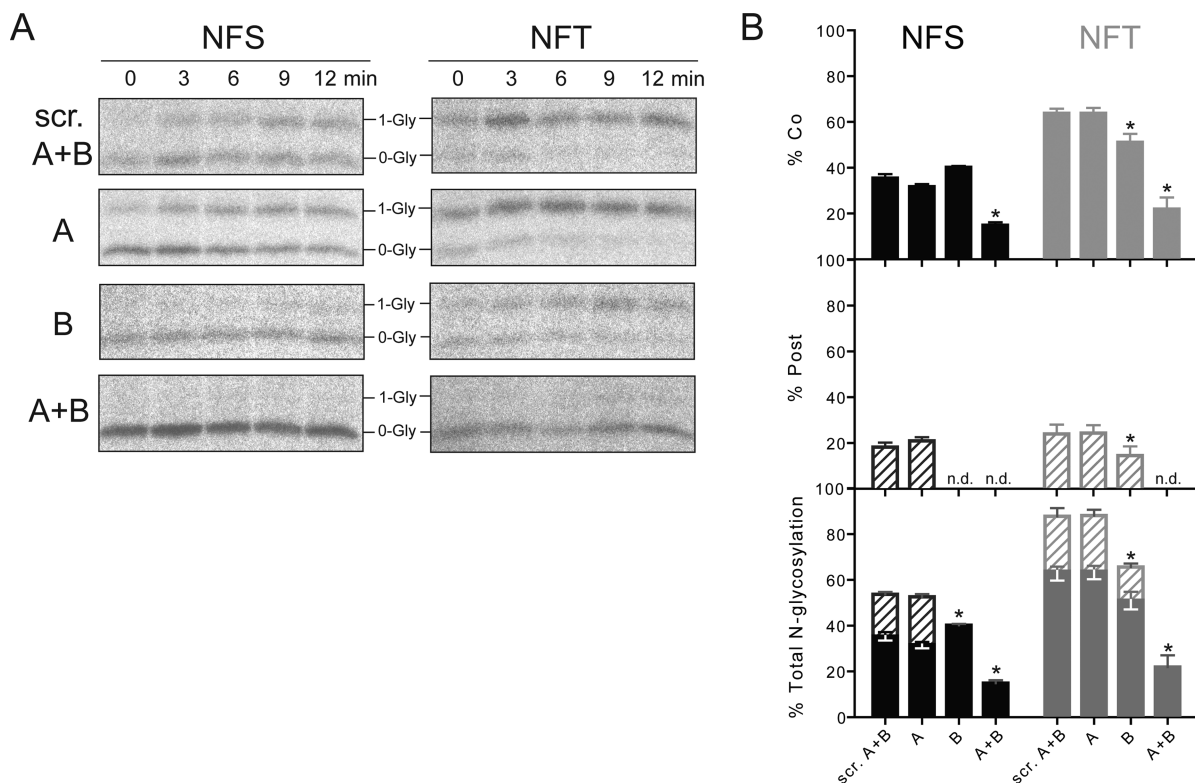 A
NFS NFT
0 3 6 9 12 min 0 3 6 9 12 min
scr.
A+B
1-Gly
0-Gly
A
1-Gly
0-Gly
B
1-Gly
0-Gly
A+B
1-Gly
0-Gly
B
NFS NFT
% Co
100
80
60
40
20
* * *
% Post
100
80
60
40
20
n.d. n.d. * n.d.
% Total N-glycosylation
100
80
60
40
20
0
* * * *
scr. A+B A B A+B scr. A+B A B A+B